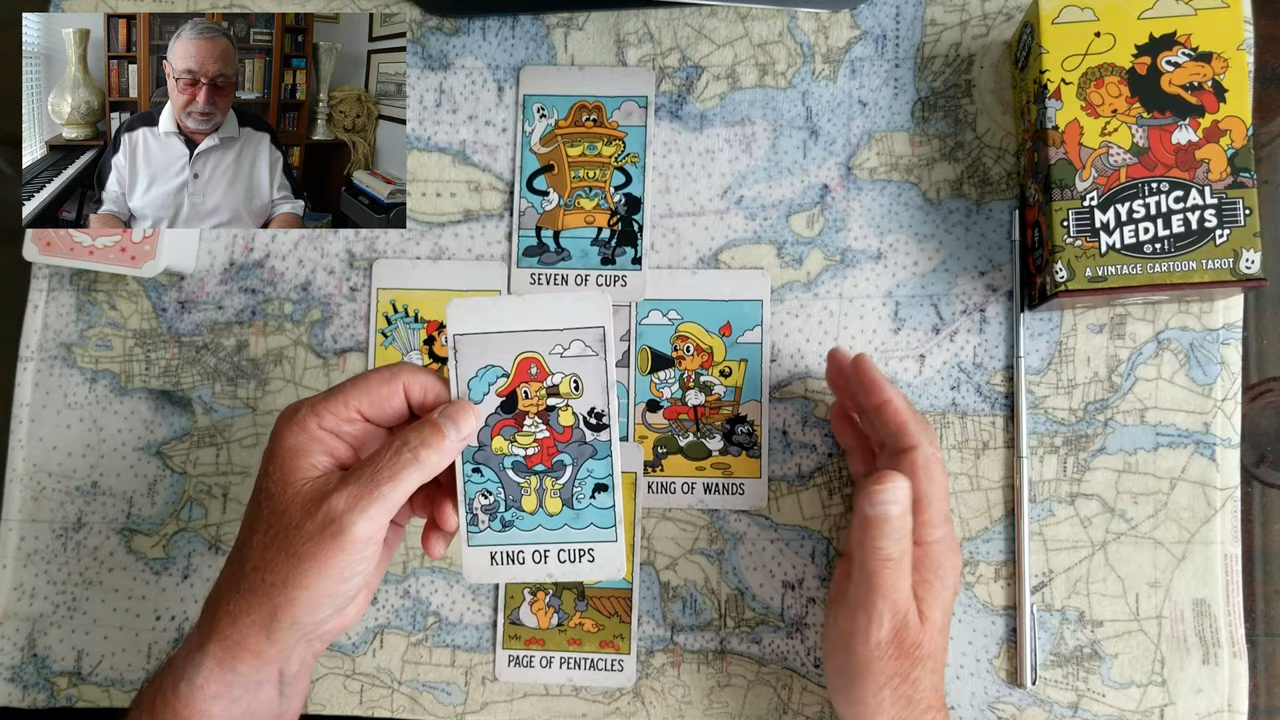 SEVEN OF CUPS
KING OF WANDS
KING OF CUPS
PAGE OF PENTACLES
MYSTICAL
MEDLEYS
A VINTAGE CARTOON TAROT